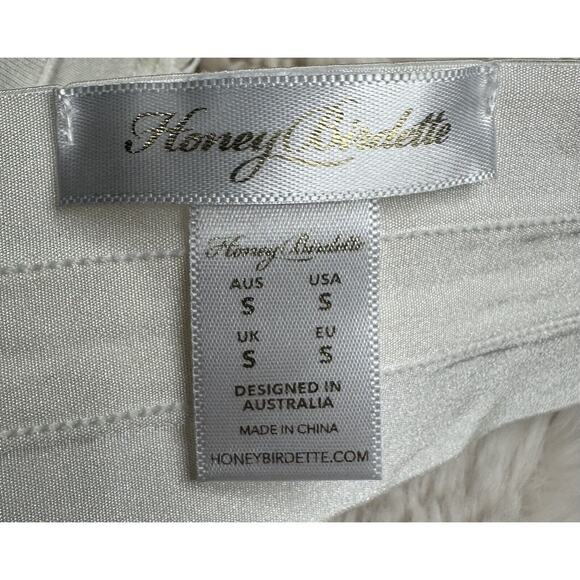 Honey Birdette
Honey Birdette
AUS USA
S S
UK EU
S S
DESIGNED IN
AUSTRALIA
MADE IN CHINA
HONEYBIRDETTE.COM